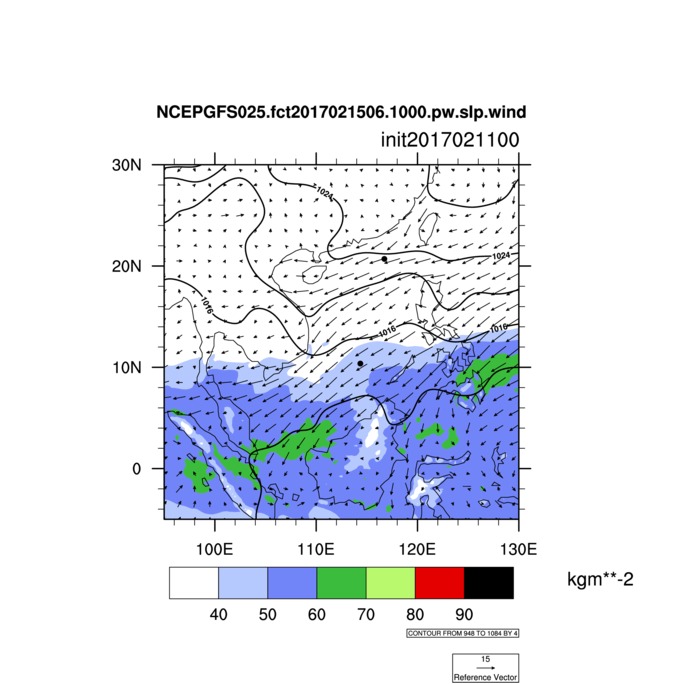 NCEPGFS025.fct2017021506.1000.pw.slp.wind
init2017021100
30N
1024
20N
1024
1016
1016
1016
10N
0
100E 110E 120E 130E
kgm**-2
40 50 60 70 80 90
CONTOUR FROM 948 TO 1084 BY 4
15
Reference Vector